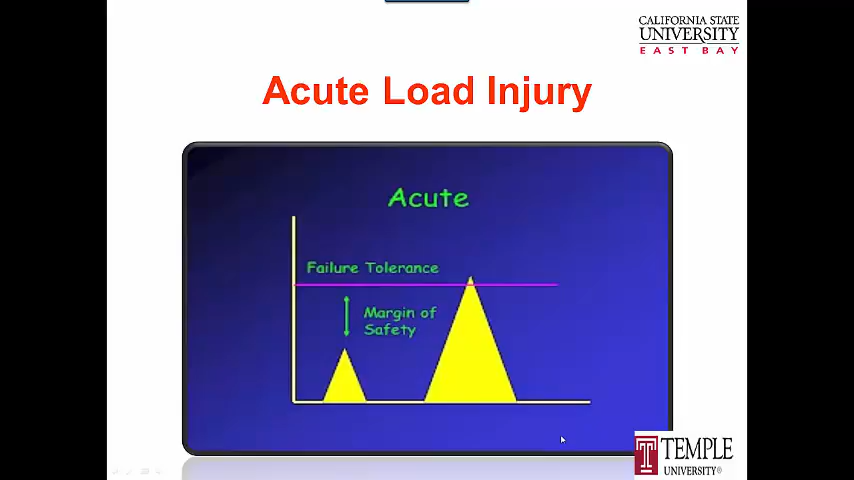 CALIFORNIA STATE
UNIVERSITY
EAST BAY
Acute Load Injury
Acute
Failure Tolerance
Margin of
Safety
TEMPLE
UNIVERSITY®